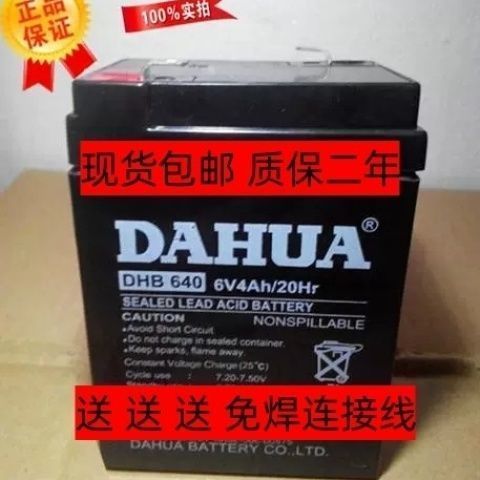 正品
保证
100%实拍
现货包邮 质保二年
DAHUA®
DHB 640 6V4Ah/20Hr
SEALED LEAD ACID BATTERY
CAUTION: NONSPILLABLE
Avoid Short Circuit
Do not charge in sealed container.
Keep sparks, flame away.
Constant Voltage Charge (25°C)
Cycle use : 7.20-7.50V
送 送 送 免焊连接线
DAHUA BATTERY CO.,LTD.